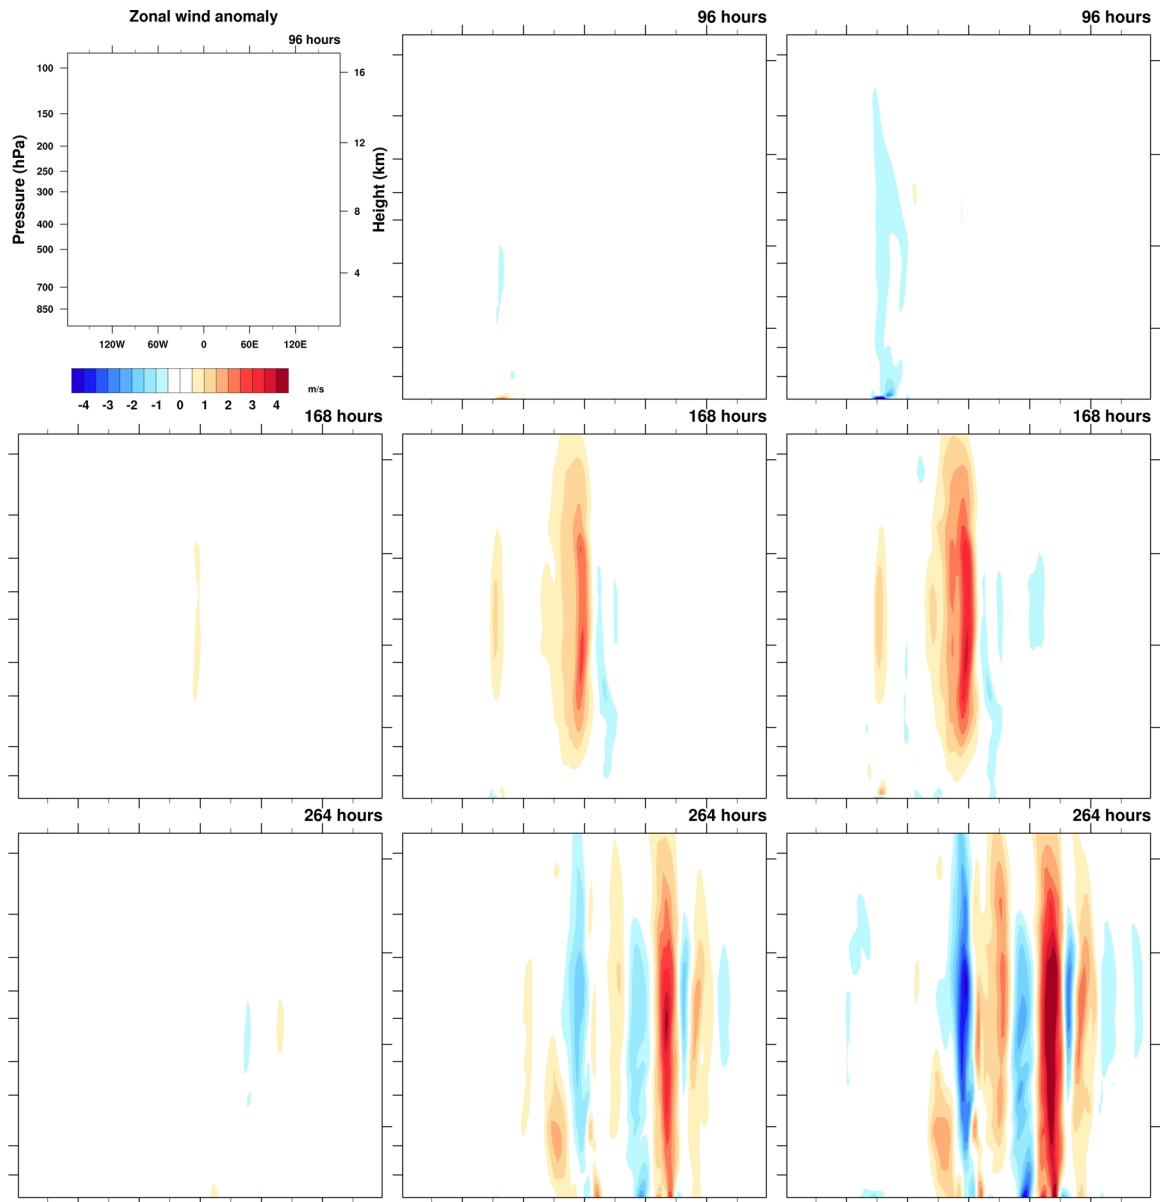 Zonal wind anomaly
96 hours
96 hours
96 hours
Pressure (hPa)
100
150
200
250
300
400
500
700
850
16
12
8
4
Height (km)
120W 60W 0 60E 120E
-4 -3 -2 -1 0 1 2 3 4
m/s
168 hours
168 hours
168 hours
264 hours
264 hours
264 hours